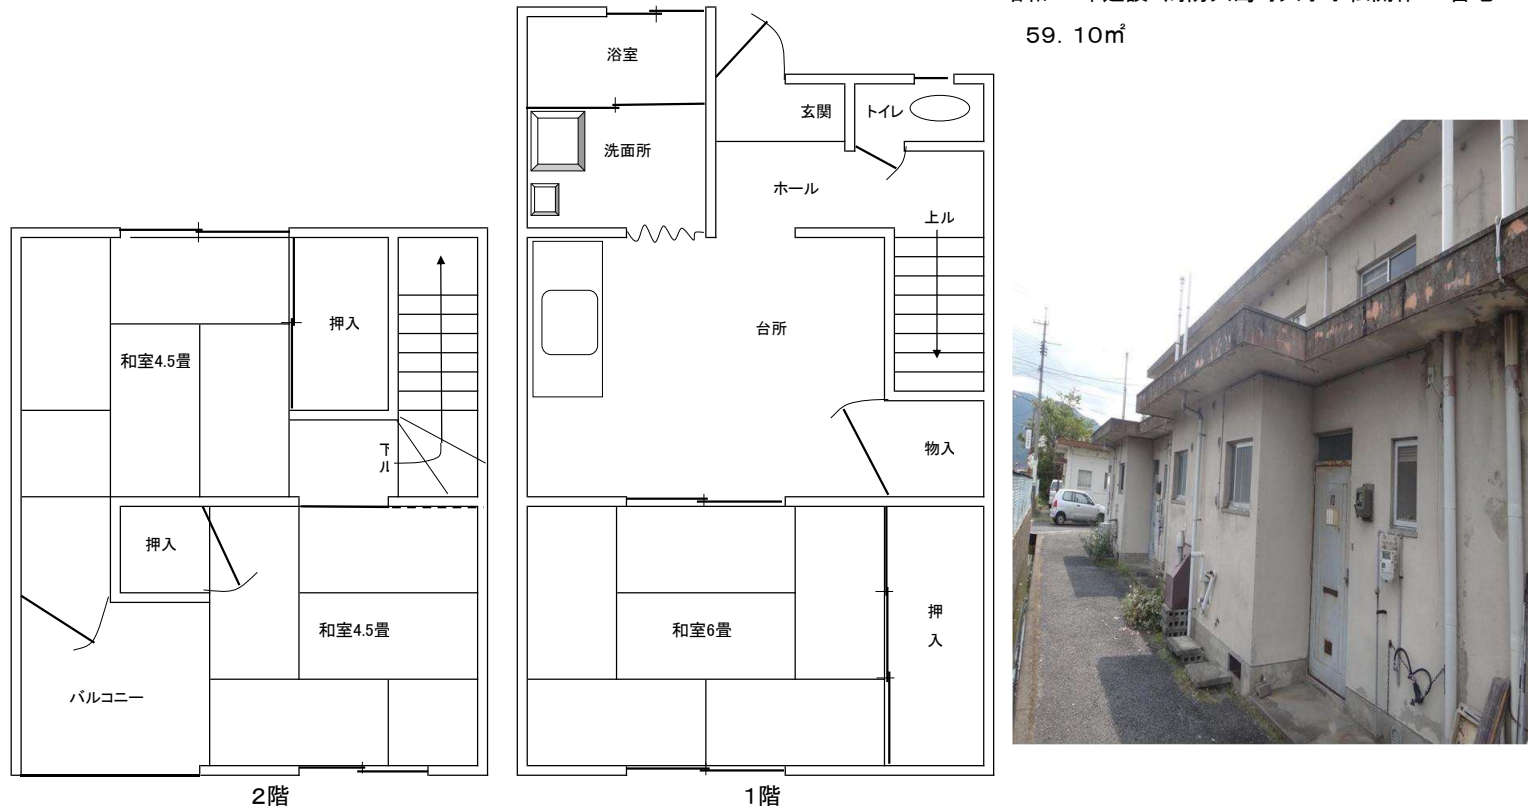 59. 10㎡
浴室
玄関
トイレ
洗面所
ホール
上ル
押入
台所
和室4.5畳
下
ル
物入
押入
和室4.5畳
和室6畳
押
入
バルコニー
2階
1階